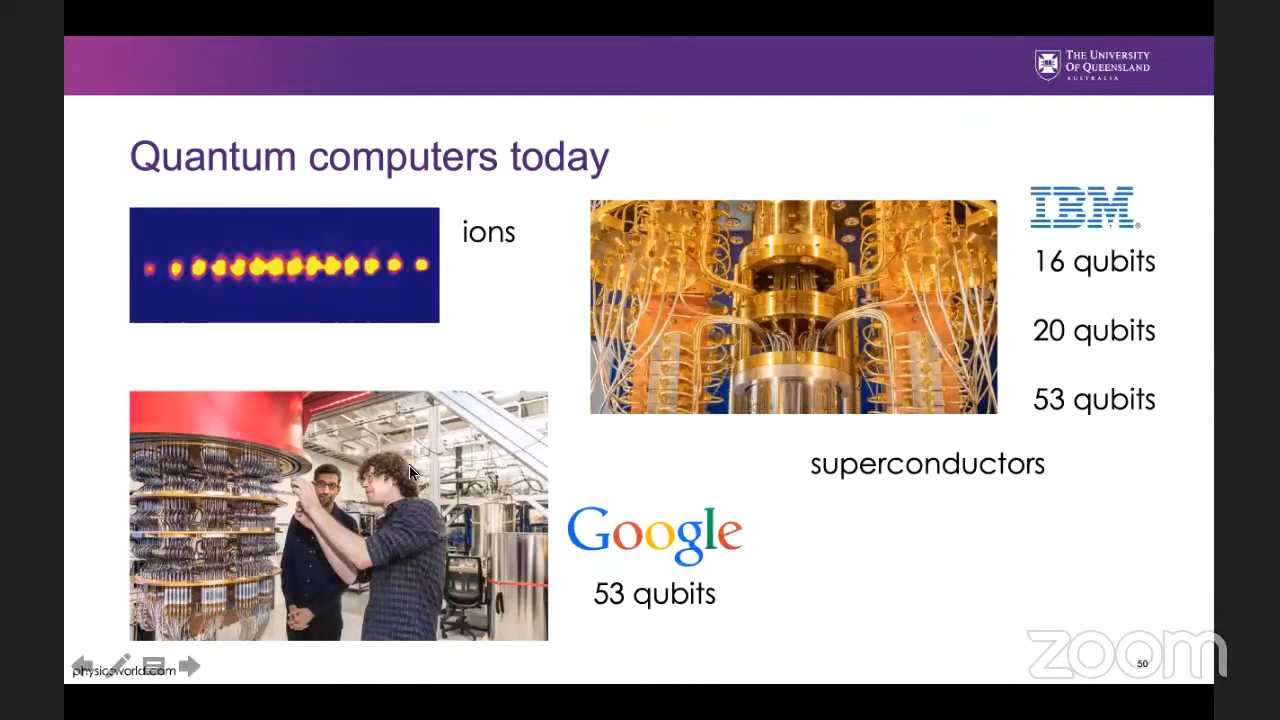 THE UNIVERSITY
OF QUEENSLAND
AUSTRALIA
Quantum computers today
ions
IBM
16 qubits
20 qubits
53 qubits
superconductors
Google
53 qubits
physicsworld.com
zoom
50